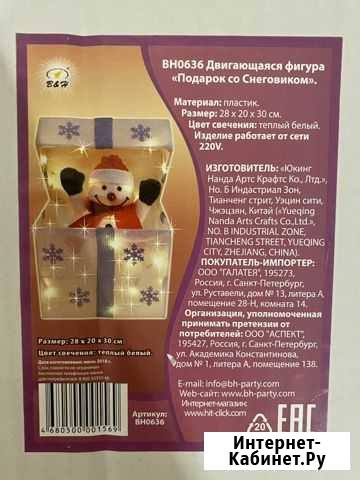 B&H
BH0636 Двигающаяся фигура
«Подарок со Снеговиком».
Материал: пластик.
Размер: 28 х 20 х 30 см.
Цвет свечения: теплый белый.
Изделие работает от сети
220V.
ИЗГОТОВИТЕЛЬ: «Юкинг
Нанда Артс Крафтс Ко., Лтд.»,
Но. Б Индастриал Зон,
Тианченг стрит, Уэцин сити,
Чжэцзян, Китай («Yueqing
Nanda Arts Crafts Co.,Ltd.»,
NO. B INDUSTRIAL ZONE,
TIANCHENG STREET, YUEQING
CITY, ZHEJIANG, CHINA).
ПОКУПАТЕЛЬ-ИМПОРТЕР:
ООО "ГАЛАТЕЯ", 195273,
Россия, г. Санкт-Петербург,
ул. Руставели, дом № 13, литера А,
помещение 28-Н, комната 14.
Организация, уполномоченная
принимать претензии от
потребителей: ООО "АСПЕКТ",
195427, Россия, г. Санкт-Петербург,
ул. Академика Константинова,
дом № 1, литера А, помещение 138.
E-mail: info@bh-party.com
Web-сайт: www.bh-party.com
Интернет-магазин:
www.hit-click.com
Размер: 28 х 20 х 30 см
Цвет свечения: теплый белый.
Артикул:
BH0636
4 680500 001569
20
EAC
Интернет-
Кабинет.Ру